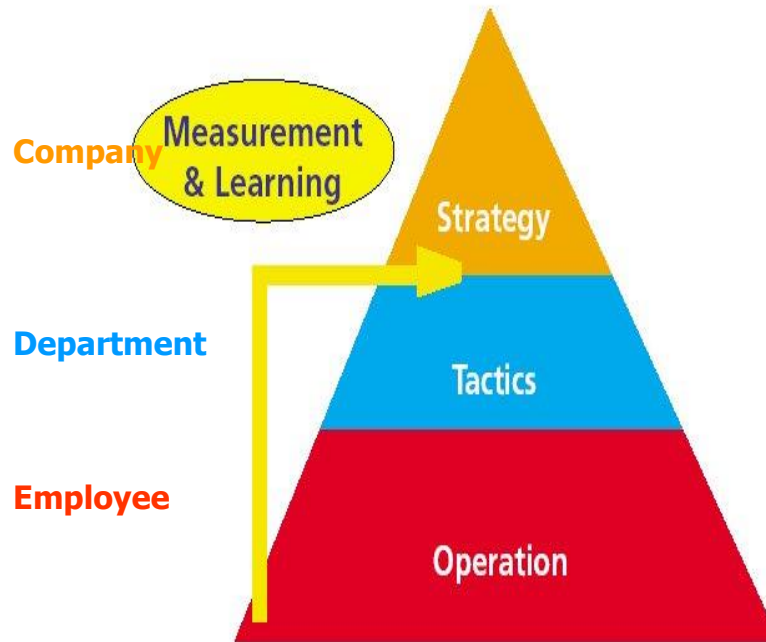 Measurement
& Learning
Company
Strategy
Department
Tactics
Employee
Operation